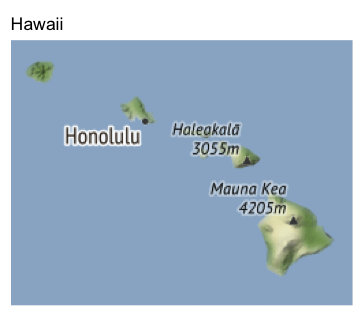 Hawaii
Honolulu
Haleakalā
3055m
Mauna Kea
4205m